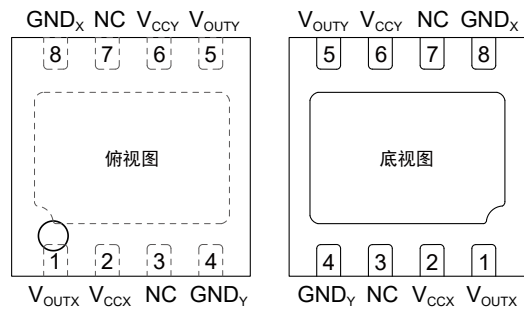 GNDX NC VCCY VOUTY
8 7 6 5
俯视图
1 2 3 4
VOUTX VCCX NC GNDY
VOUTY VCCY NC GNDX
5 6 7 8
底视图
4 3 2 1
GNDY NC VCCX VOUTX